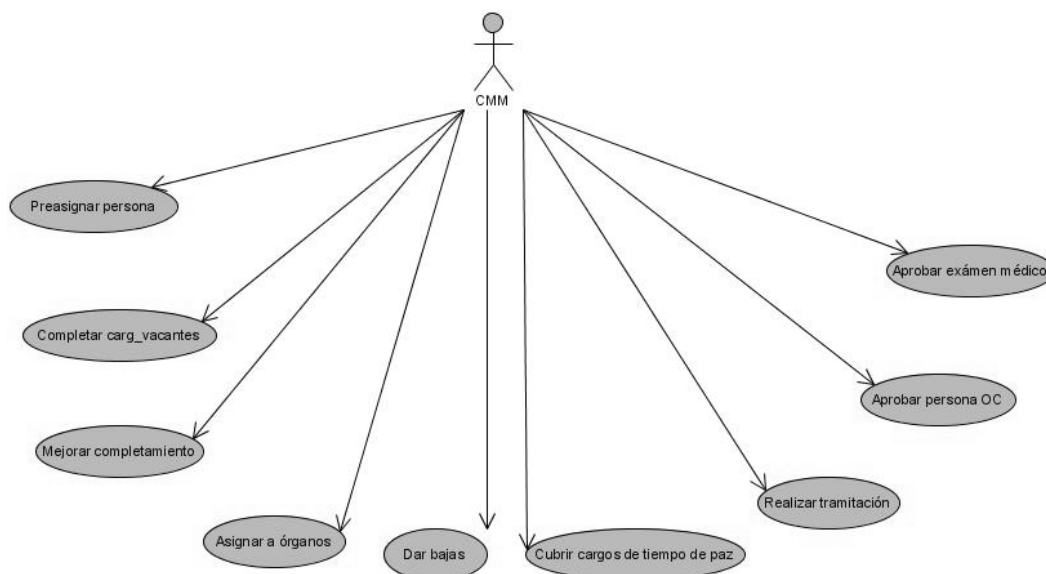 CMM
Preasignar persona
Aprobar exámen médico
Completar carg_vacantes
Aprobar persona OC
Mejorar completamiento
Realizar tramitación
Asignar a órganos
Dar bajas
Cubrir cargos de tiempo de paz